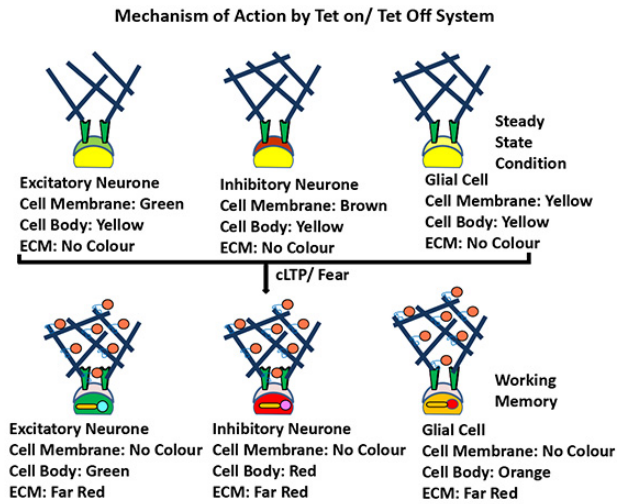 Mechanism of Action by Tet on/ Tet Off System
Steady
State
Condition
Excitatory Neurone
Cell Membrane: Green
Cell Body: Yellow
ECM: No Colour
Inhibitory Neurone
Cell Membrane: Brown
Cell Body: Yellow
ECM: No Colour
Glial Cell
Cell Membrane: Yellow
Cell Body: Yellow
ECM: No Colour
cLTP/ Fear
Working
Memory
Excitatory Neurone
Cell Membrane: No Colour
Cell Body: Green
ECM: Far Red
Inhibitory Neurone
Cell Membrane: No Colour
Cell Body: Red
ECM: Far Red
Glial Cell
Cell Membrane: No Colour
Cell Body: Orange
ECM: Far Red